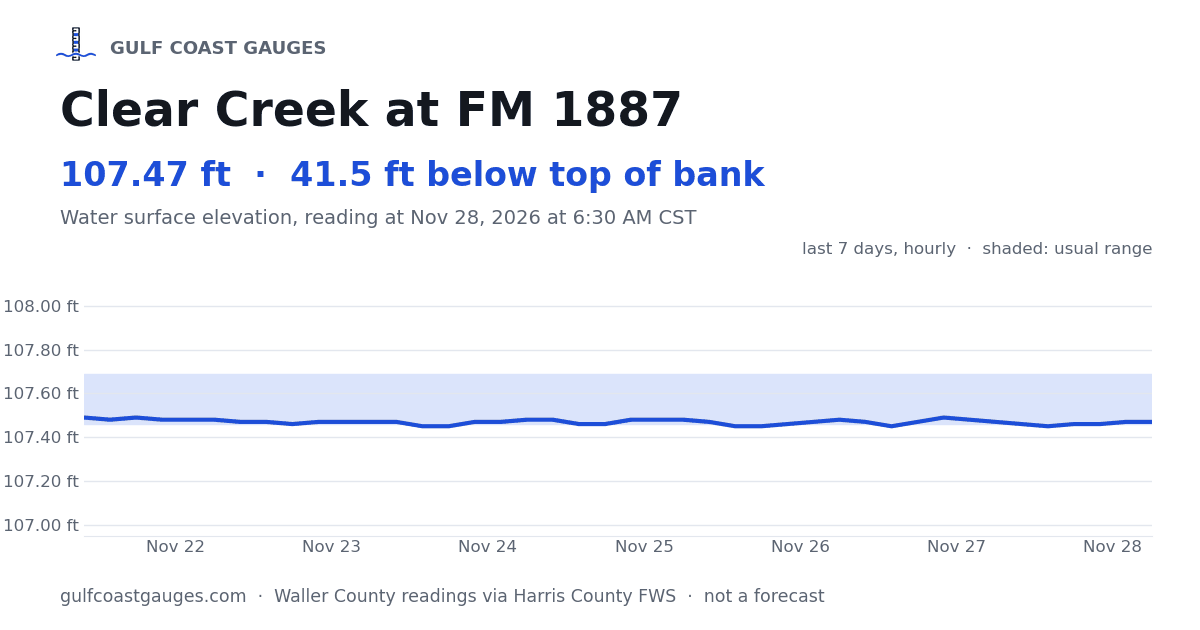 GULF COAST GAUGES
Clear Creek at FM 1887
107.47 ft · 41.5 ft below top of bank
Water surface elevation, reading at Nov 28, 2026 at 6:30 AM CST
last 7 days, hourly · shaded: usual range
108.00 ft
107.80 ft
107.60 ft
107.40 ft
107.20 ft
107.00 ft
Nov 22 Nov 23 Nov 24 Nov 25 Nov 26 Nov 27 Nov 28
gulfcoastgauges.com · Waller County readings via Harris County FWS · not a forecast